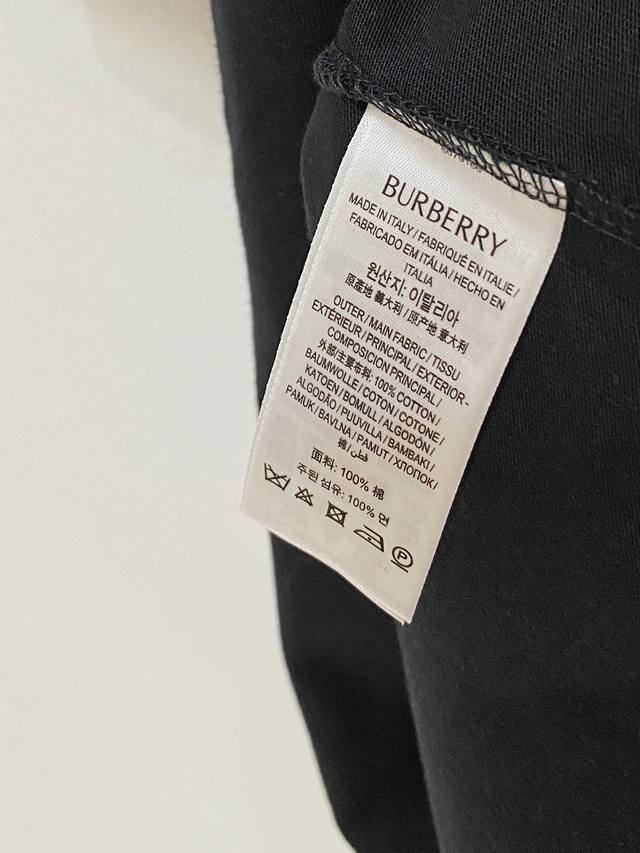 BURBERRY
MADE IN ITALY / FABRIQUÉ EN ITALIE /
FABRICADO EM ITÁLIA / HECHO EN
ITALIA
원산지: 이탈리아
原產地 義大利 / 原产地 意大利
OUTER / MAIN FABRIC / TISSU
EXTÉRIEUR / PRINCIPAL / EXTERIOR-
COMPOSICION PRINCIPAL /
外部/主要布料: 100% COTTON /
BAUMWOLLE / COTON / COTONE /
KATOEN / BOMULL / ALGODÓN /
ALGODÃO / PUUVILLA / BAMBAKI /
PAMUK / BAVLNA / PAMUT / ХЛОПОК /
棉 / قطن
面料: 100% 棉
주된 섬유: 100% 면
P